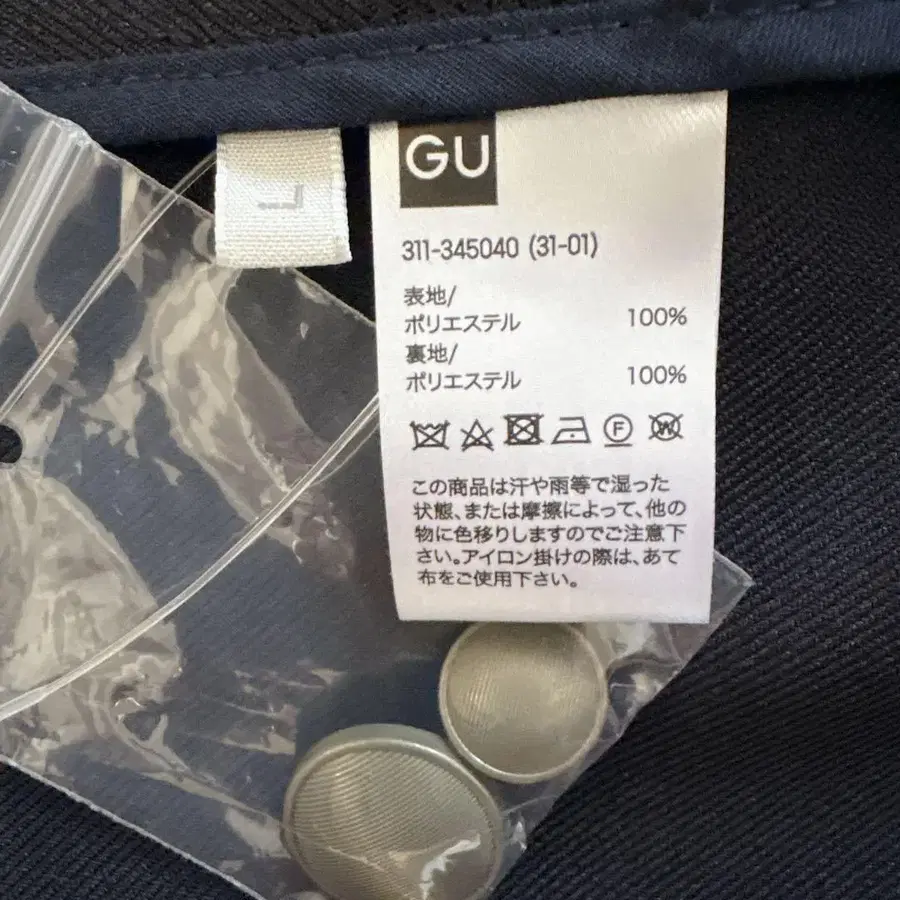 L
GU
311-345040 (31-01)
表地/
ポリエステル 100%
裏地/
ポリエステル 100%
F W
この商品は汗や雨等で湿った
状態、または摩擦によって、他の
物に色移りしますのでご注意下
さい。アイロン掛けの際は、あて
布をご使用下さい。